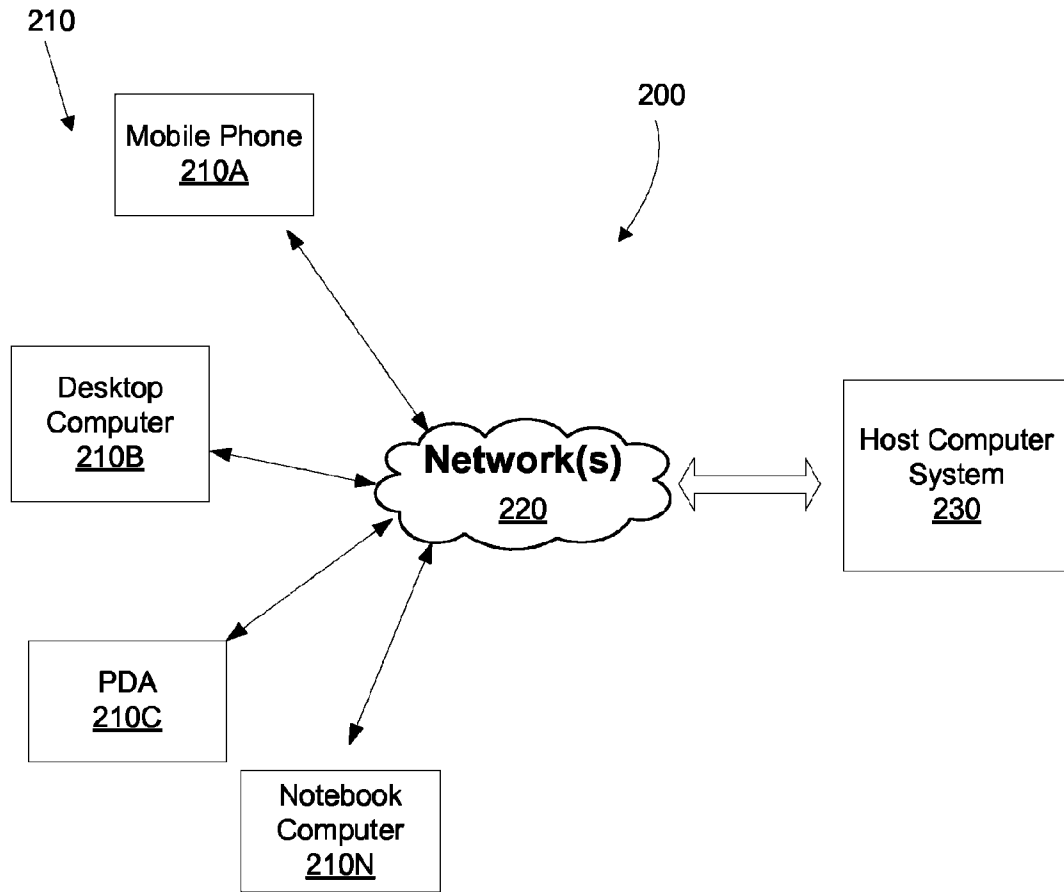 210
200
Mobile Phone
210A
Desktop
Computer
210B
Network(s)
220
Host Computer
System
230
PDA
210C
Notebook
Computer
210N